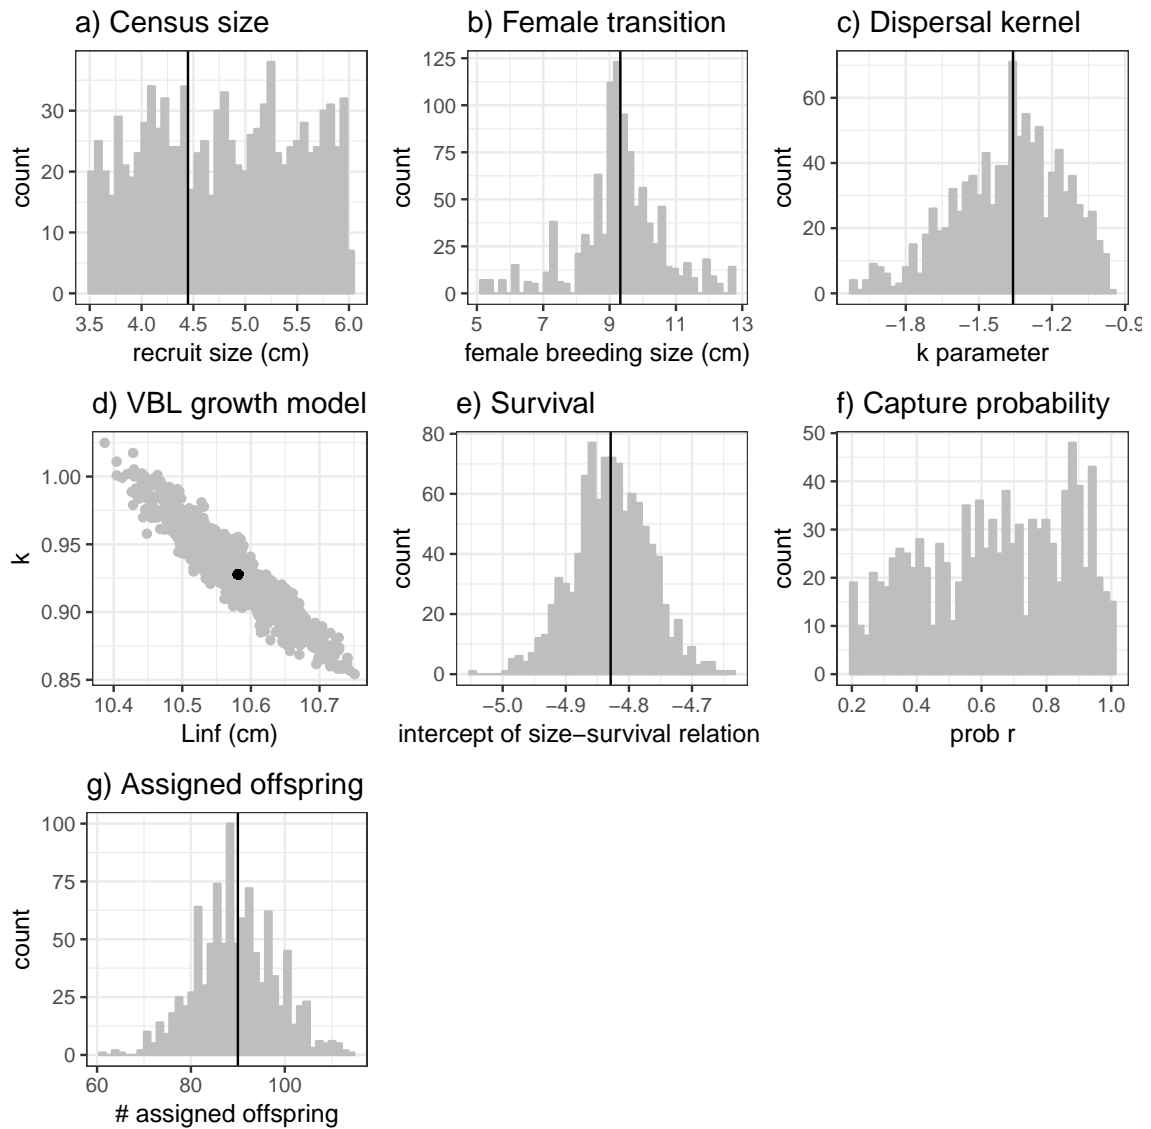 a) Census size
count
30
20
10
0
3.5 4.0 4.5 5.0 5.5 6.0
recruit size (cm)
b) Female transition
count
125
100
75
50
25
0
5 7 9 11 13
female breeding size (cm)
c) Dispersal kernel
count
60
40
20
0
−1.8 −1.5 −1.2 −0.9
k parameter
d) VBL growth model
k
1.00
0.95
0.90
0.85
10.4 10.5 10.6 10.7
Linf (cm)
e) Survival
count
80
60
40
20
0
−5.0 −4.9 −4.8 −4.7
intercept of size−survival relation
f) Capture probability
count
50
40
30
20
10
0
0.2 0.4 0.6 0.8 1.0
prob r
g) Assigned offspring
count
100
75
50
25
0
60 80 100
# assigned offspring